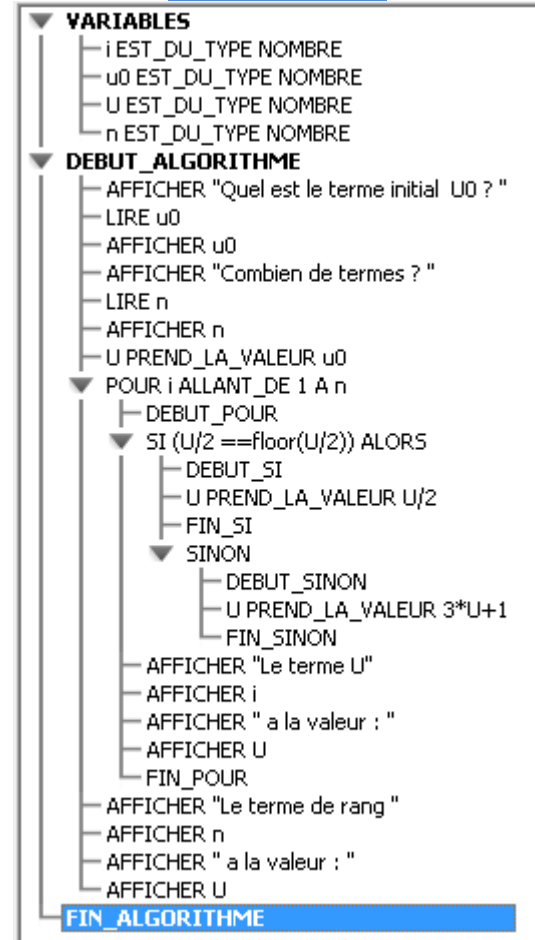 VARIABLES
i EST_DU_TYPE NOMBRE
u0 EST_DU_TYPE NOMBRE
U EST_DU_TYPE NOMBRE
n EST_DU_TYPE NOMBRE
DEBUT_ALGORITHME
AFFICHER "Quel est le terme initial  U0 ? "
LIRE u0
AFFICHER u0
AFFICHER "Combien de termes ? "
LIRE n
AFFICHER n
U PREND_LA_VALEUR u0
POUR i ALLANT_DE 1 A n
DEBUT_POUR
SI (U/2 ==floor(U/2)) ALORS
DEBUT_SI
U PREND_LA_VALEUR U/2
FIN_SI
SINON
DEBUT_SINON
U PREND_LA_VALEUR 3*U+1
FIN_SINON
AFFICHER "Le terme U"
AFFICHER i
AFFICHER " a la valeur : "
AFFICHER U
FIN_POUR
AFFICHER "Le terme de rang "
AFFICHER n
AFFICHER " a la valeur : "
AFFICHER U
FIN_ALGORITHME